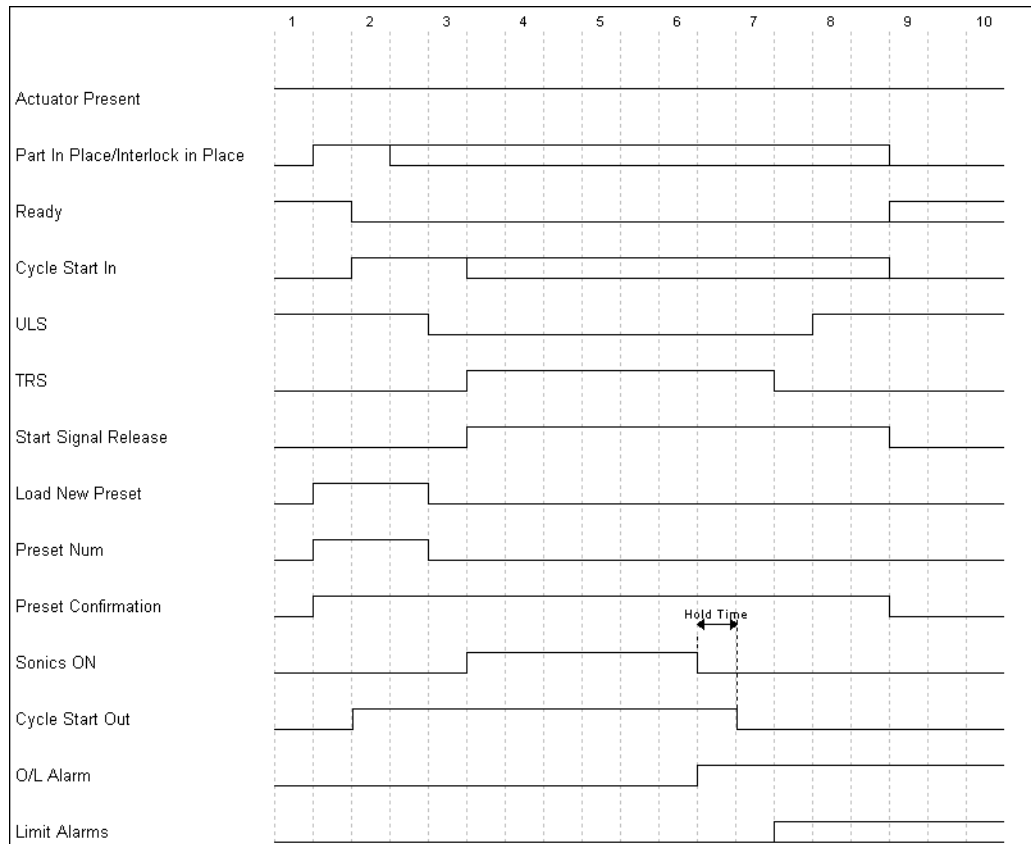 1 2 3 4 5 6 7 8 9 10
Actuator Present
Part In Place/Interlock in Place
Ready
Cycle Start In
ULS
TRS
Start Signal Release
Load New Preset
Preset Num
Preset Confirmation
Hold Time
Sonics ON
Cycle Start Out
O/L Alarm
Limit Alarms